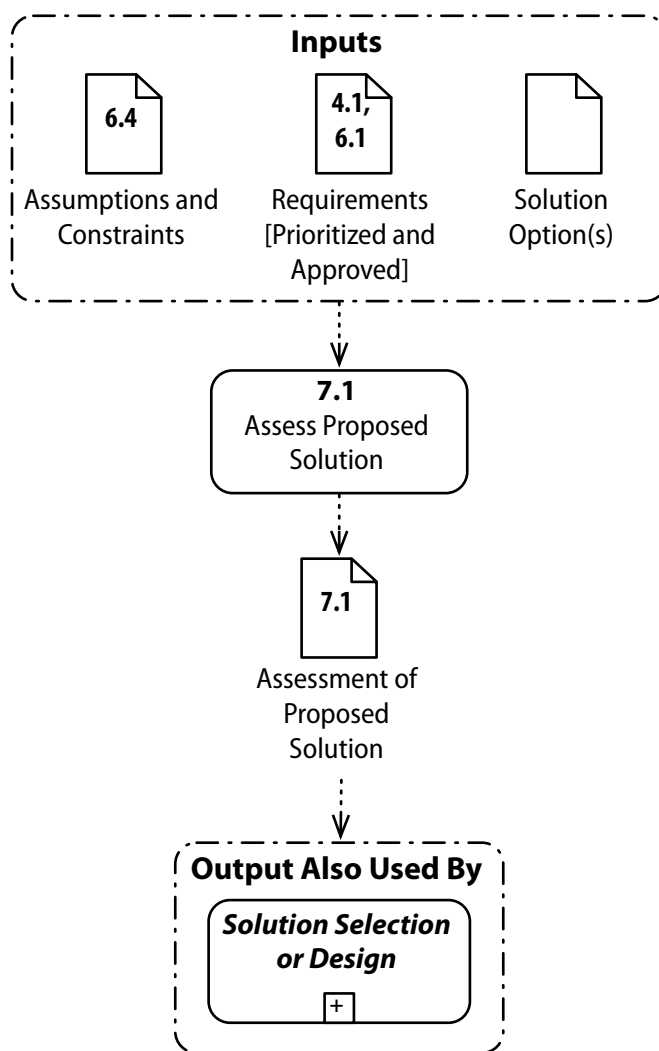 Inputs
6.4
Assumptions and
Constraints
4.1,
6.1
Requirements
[Prioritized and
Approved]
Solution
Option(s)
7.1
Assess Proposed
Solution
7.1
Assessment of
Proposed
Solution
Output Also Used By
Solution Selection
or Design
+